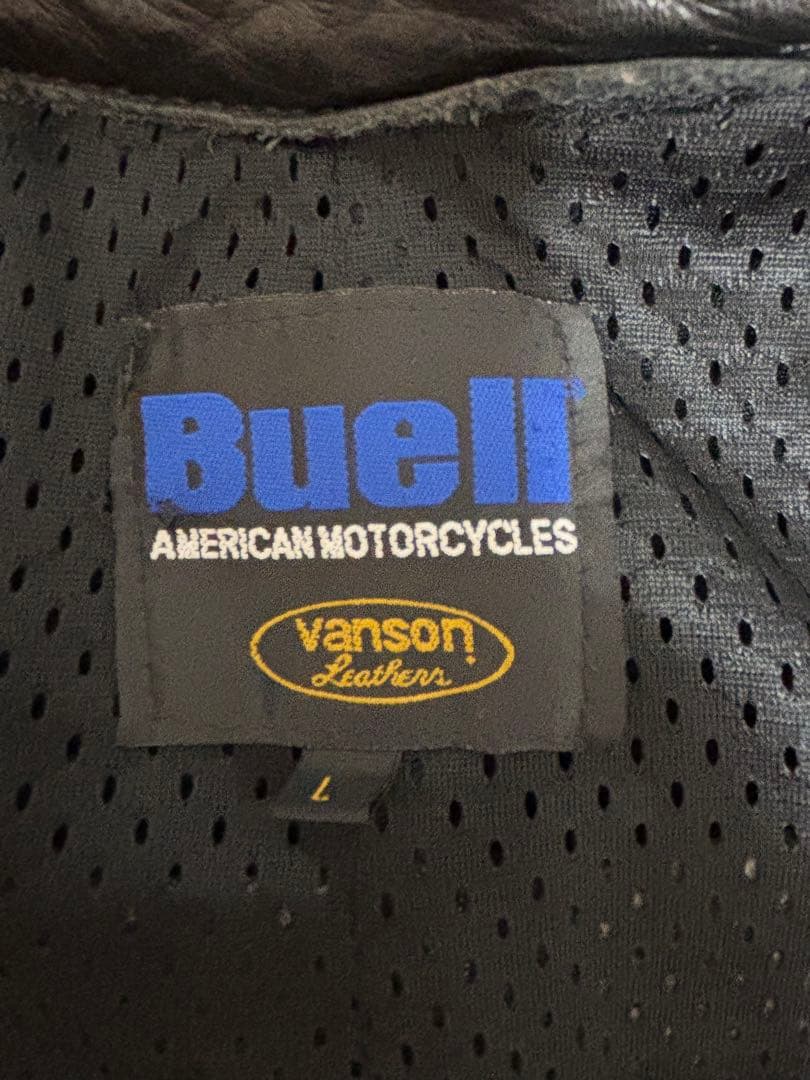 Buell
AMERICAN MOTORCYCLES
vanson
Leathers
L